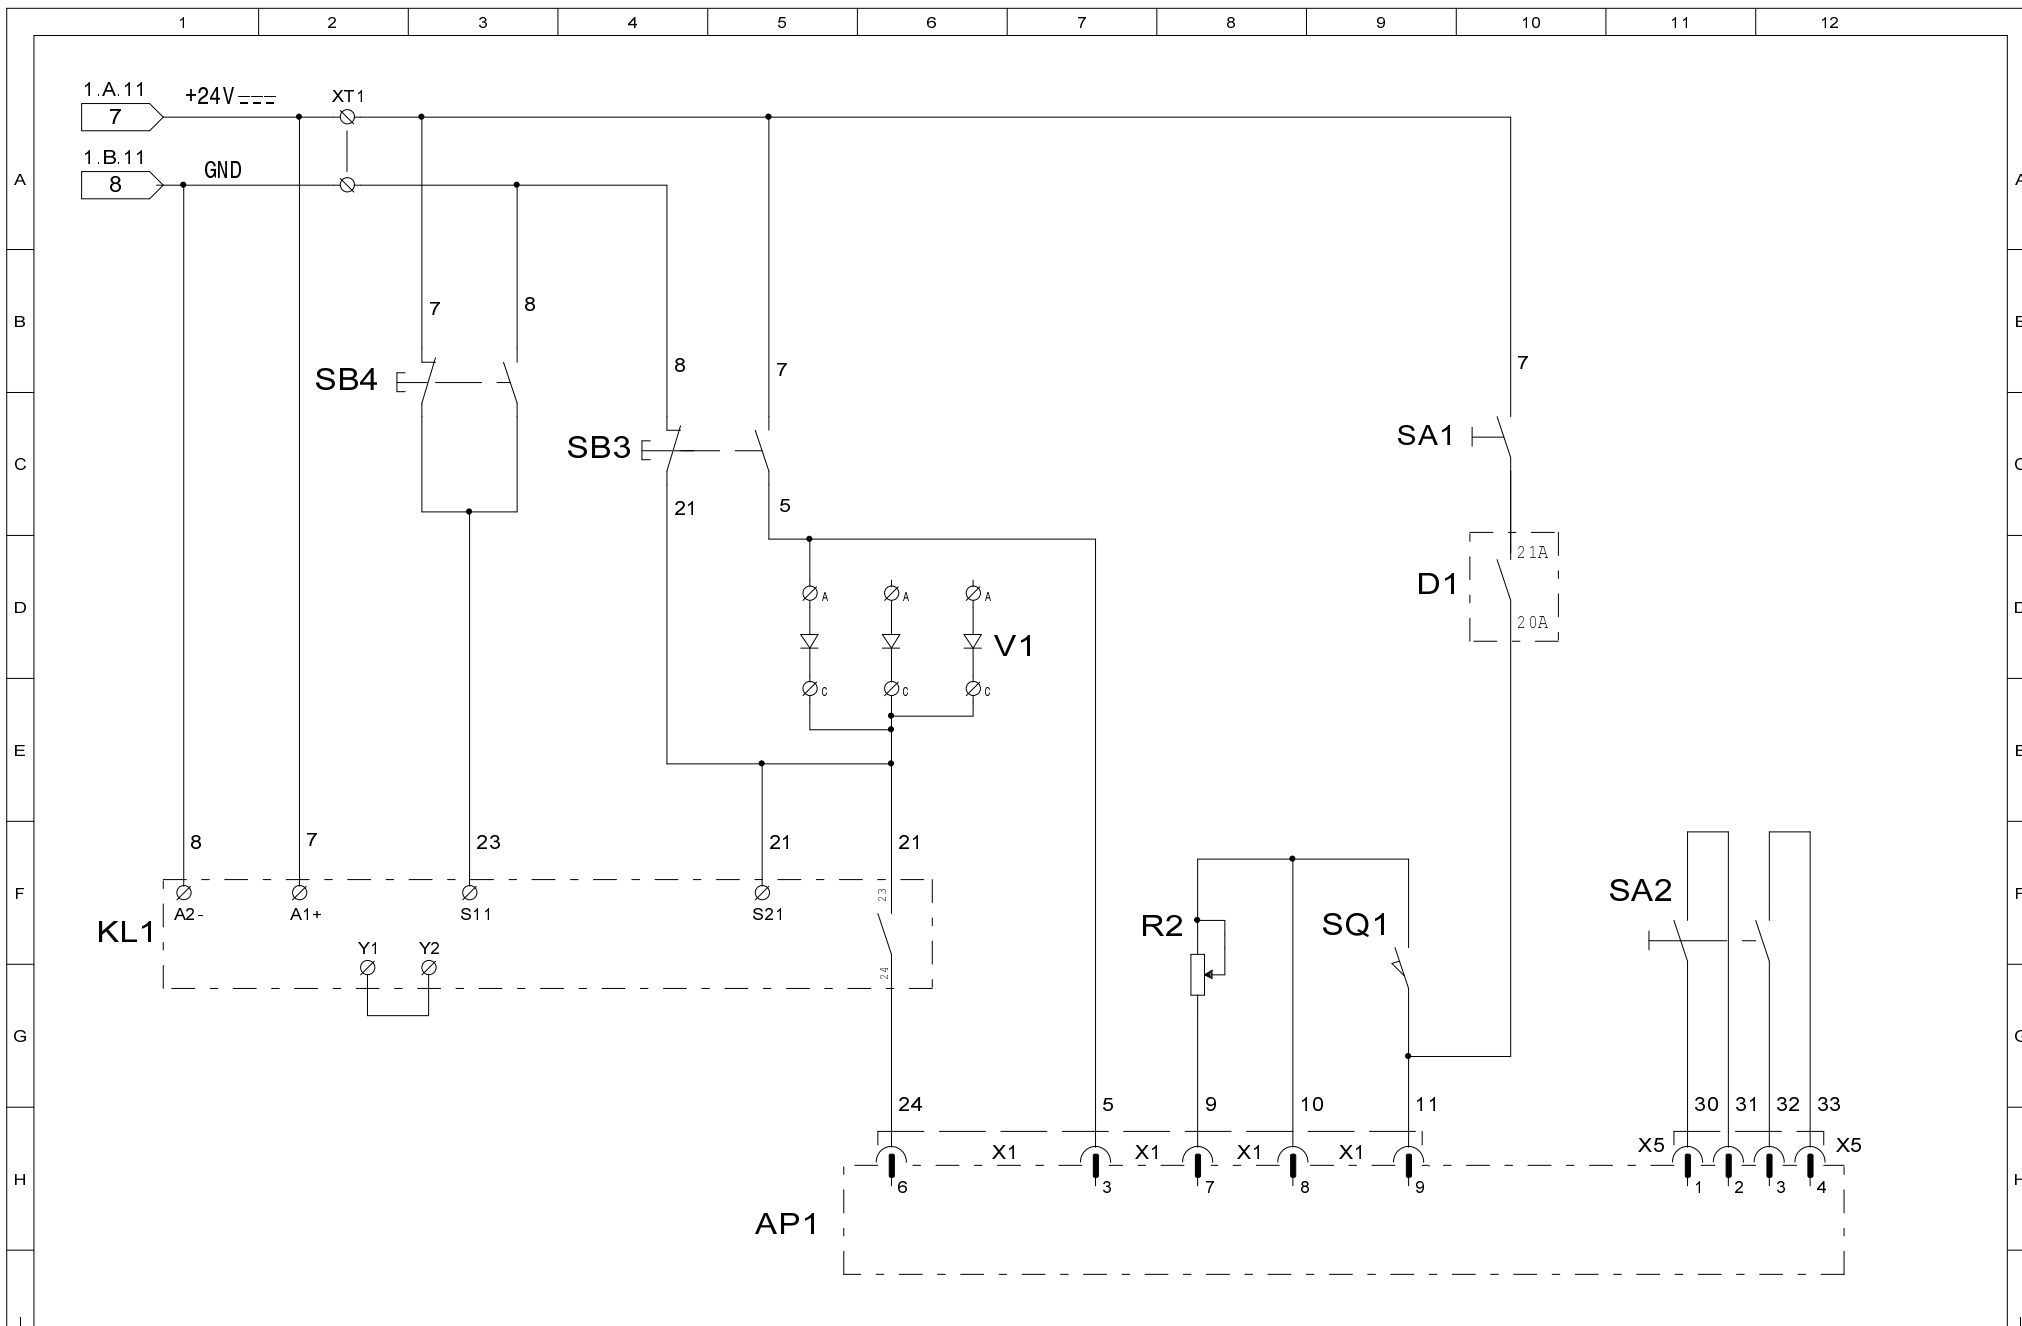 1 2 3 4 5 6 7 8 9 10 11 12
1.A.11 +24V XT1
7
1.B.11 GND
8
A A
7 8
B B
8 7 7
SB4
SB3 SA1
C C
21 5
21A
D1
20A
A A A
D D
V1
C C C
E E
8 7 23 21 21
F F
23
A2- A1+ S11 S21
KL1
Y1 Y2
24
R2 SQ1 SA2
G G
24 5 9 10 11 30 31 32 33
X1 X1 X1 X1 X5 X5
H H
6 3 7 8 9 1 2 3 4
AP1